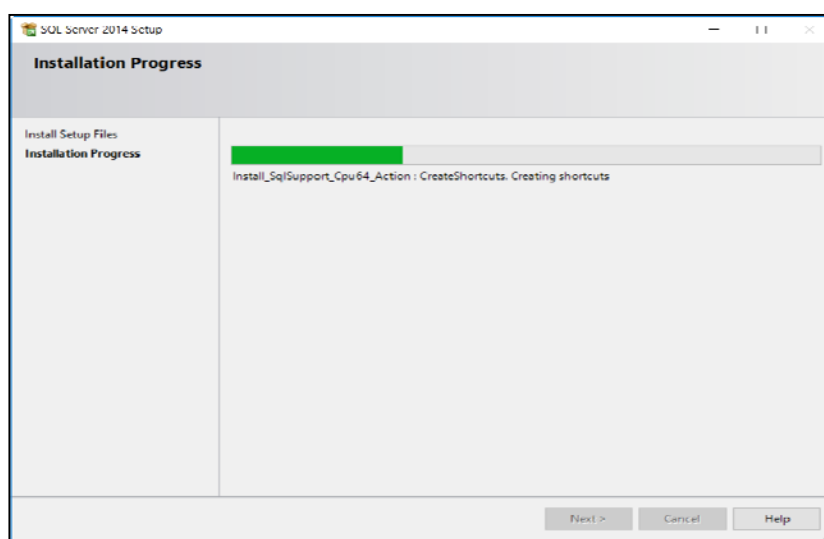 SQL Server 2014 Setup
Installation Progress
Install Setup Files
Installation Progress
Install_SqlSupport_Cpu64_Action : CreateShortcuts. Creating shortcuts
Next >
Cancel
Help